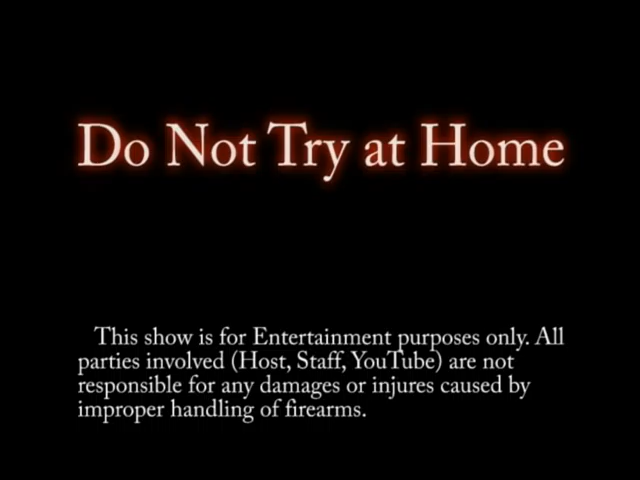 Do Not Try at Home
This show is for Entertainment purposes only. All
parties involved (Host, Staff, YouTube) are not
responsible for any damages or injures caused by
improper handling of firearms.